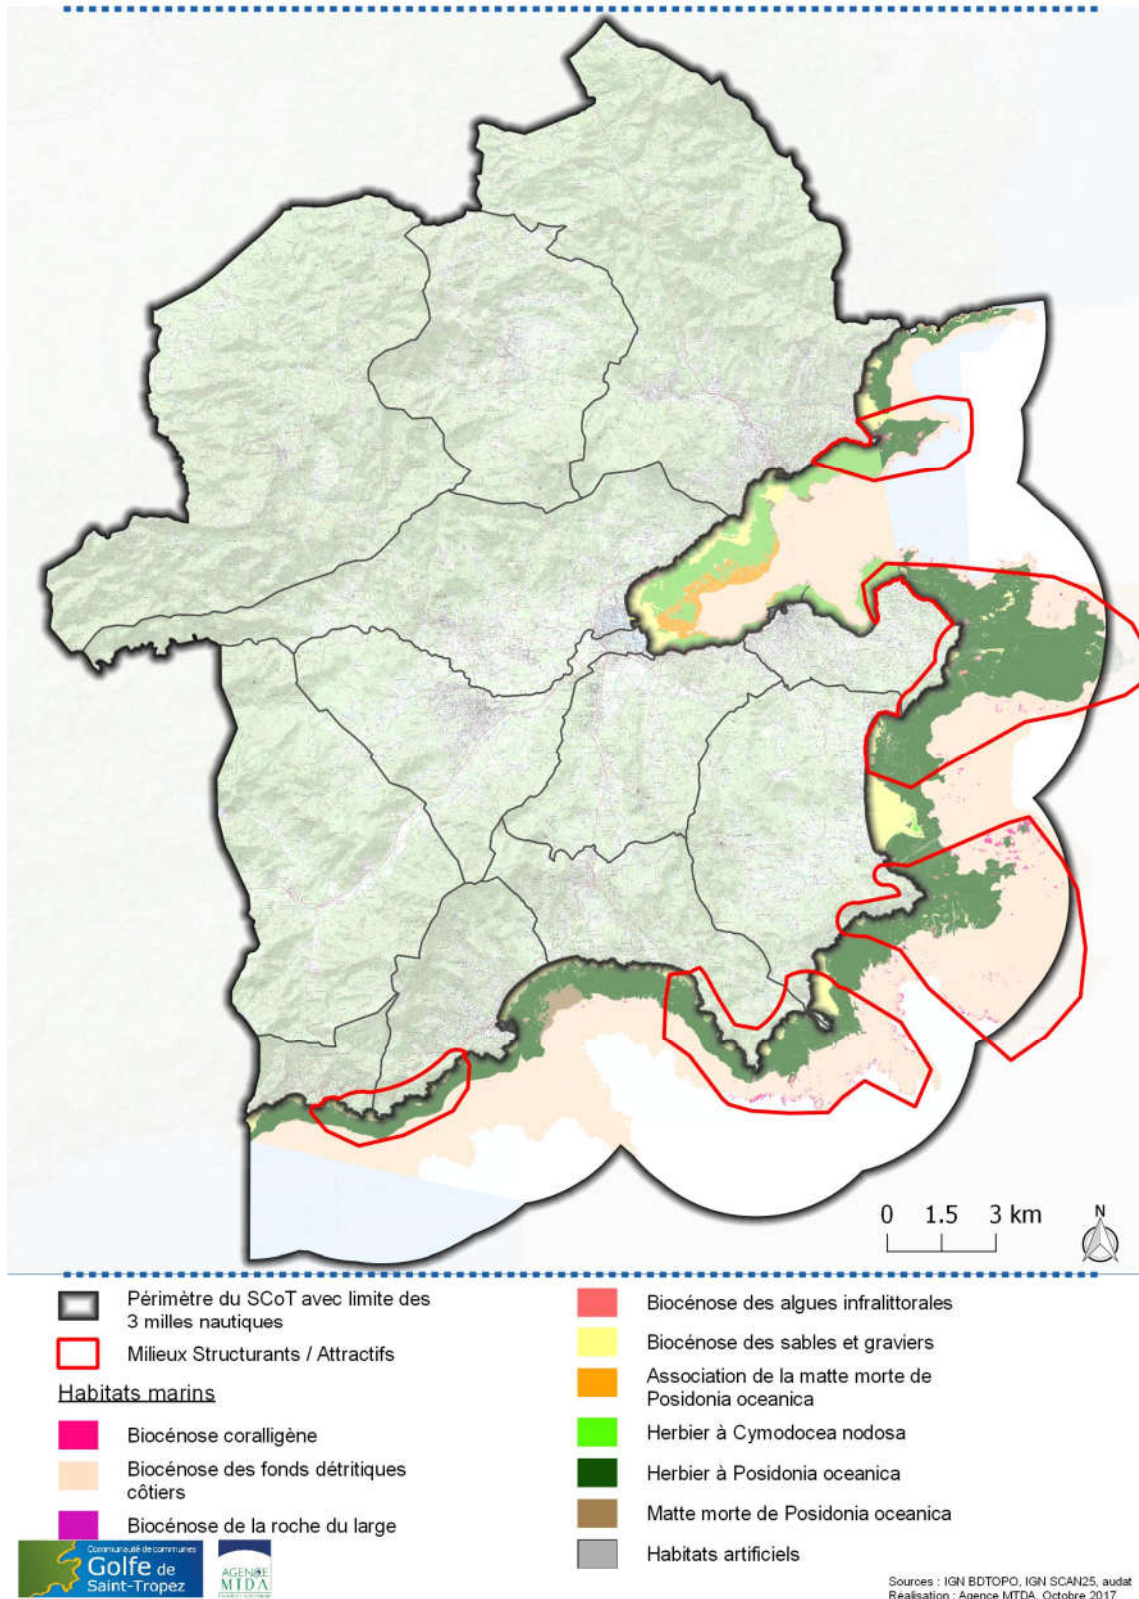 0 1.5 3 km
N
Périmètre du SCoT avec limite des
3 milles nautiques
Milieux Structurants / Attractifs
Habitats marins
Biocénose coralligène
Biocénose des fonds détritiques
côtiers
Biocénose de la roche du large
Biocénose des algues infralittorales
Biocénose des sables et graviers
Association de la matte morte de
Posidonia oceanica
Herbier à Cymodocea nodosa
Herbier à Posidonia oceanica
Matte morte de Posidonia oceanica
Habitats artificiels
Communauté de communes
Golfe de
Saint-Tropez
AGENCE
MTDA
Sources : IGN BDTOPO, IGN SCAN25, audat
Réalisation : Agence MTDA, Octobre 2017